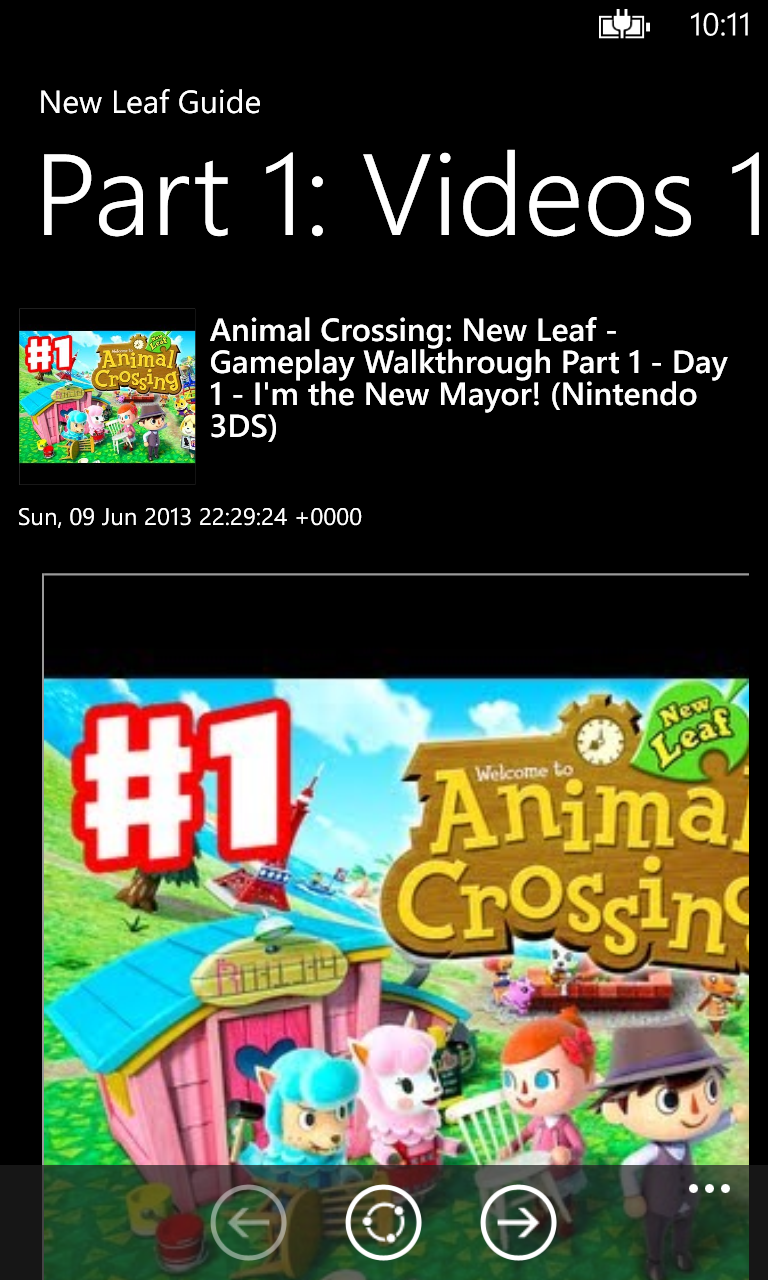 10:11
New Leaf Guide
Part 1: Videos 1
#1
Welcome to
Animal
Crossing
Animal Crossing: New Leaf -
Gameplay Walkthrough Part 1 - Day
1 - I'm the New Mayor! (Nintendo
3DS)
Sun, 09 Jun 2013 22:29:24 +0000
#1
New
Leaf
Welcome to
Animal
Crossing